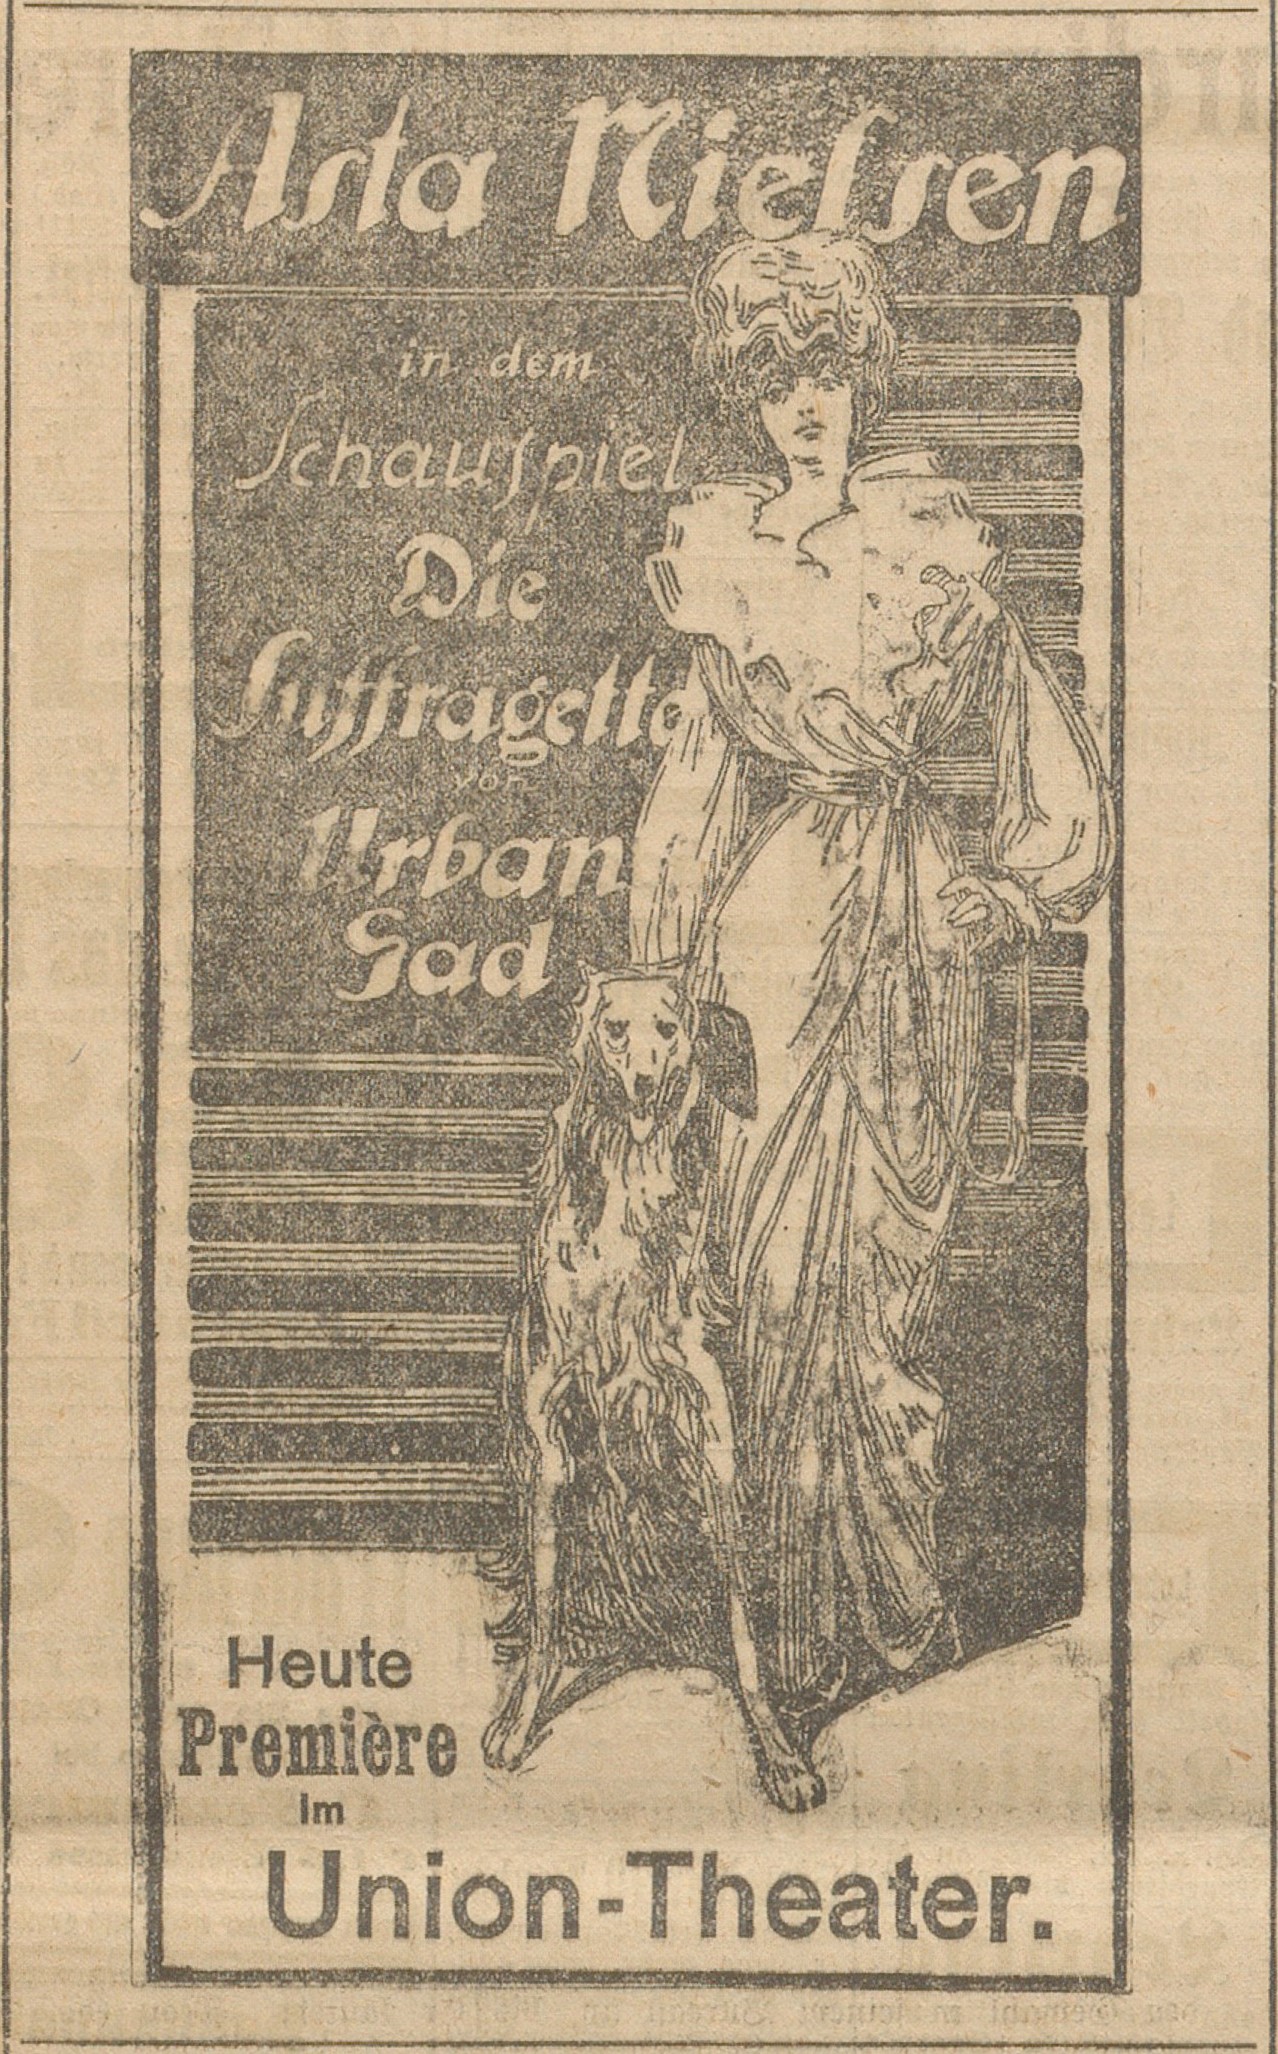 Asta Nielsen
in dem
Schauspiel
Die
Suffragette
von
Urban
Gad
Heute
Première
im
Union-Theater.